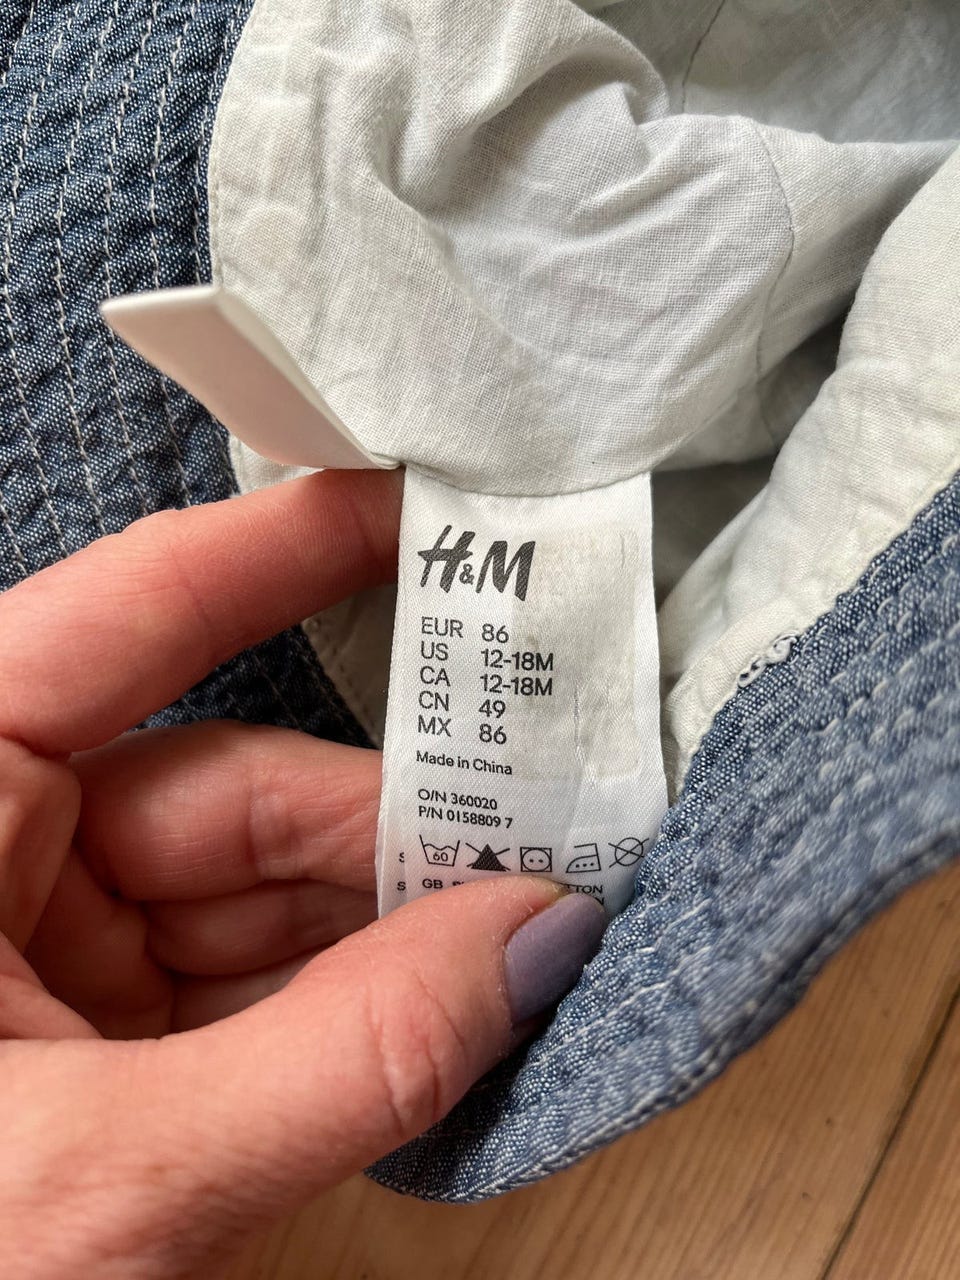 H&M
EUR 86
US 12-18M
CA 12-18M
CN 49
MX 86
Made in China
O/N 360020
P/N 0158809 7
60
GB